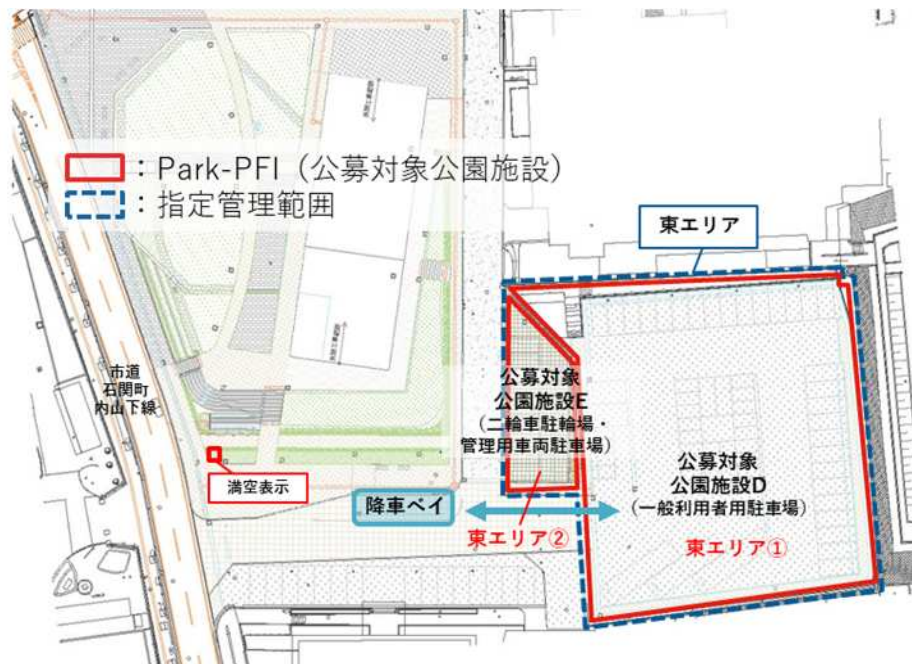 ：Park-PFI（公募対象公園施設）
：指定管理範囲
東エリア
市道
石関町
内山下線
公募対象
公園施設E
（二輪車駐輪場・
管理用車両駐車場）
公募対象
公園施設D
（一般利用者用駐車場）
満空表示
降車ベイ
東エリア②
東エリア①